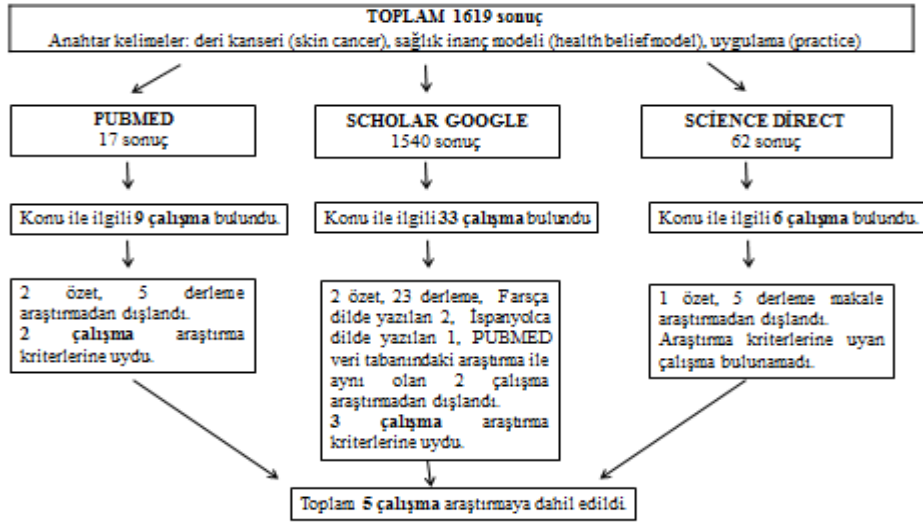 TOPLAM 1619 sonuç
Anahtar kelimeler: deri kanseri (skin cancer), sağlık inanç modeli (health belief model), uygulama (practice)
PUBMED
17 sonuç
SCHOLAR GOOGLE
1540 sonuç
SCİENCE DİRECT
62 sonuç
Konu ile ilgili 9 çalışma bulundu.
Konu ile ilgili 33 çalışma bulundu
Konu ile ilgili 6 çalışma bulundu.
2 özet, 5 derleme
araştırmadan dışlandı.
2 çalışma araştırma
kriterlerine uydu.
2 özet, 23 derleme, Farsça
dilde yazılan 2, İspanyolca
dilde yazılan 1, PUBMED
veri tabanındaki araştırma ile
aynı olan 2 çalışma
araştırmadan dışlandı.
3 çalışma araştırma
kriterlerine uydu.
1 özet, 5 derleme makale
araştırmadan dışlandı.
Araştırma kriterlerine uyan
çalışma bulunamadı.
Toplam 5 çalışma araştırmaya dahil edildi.